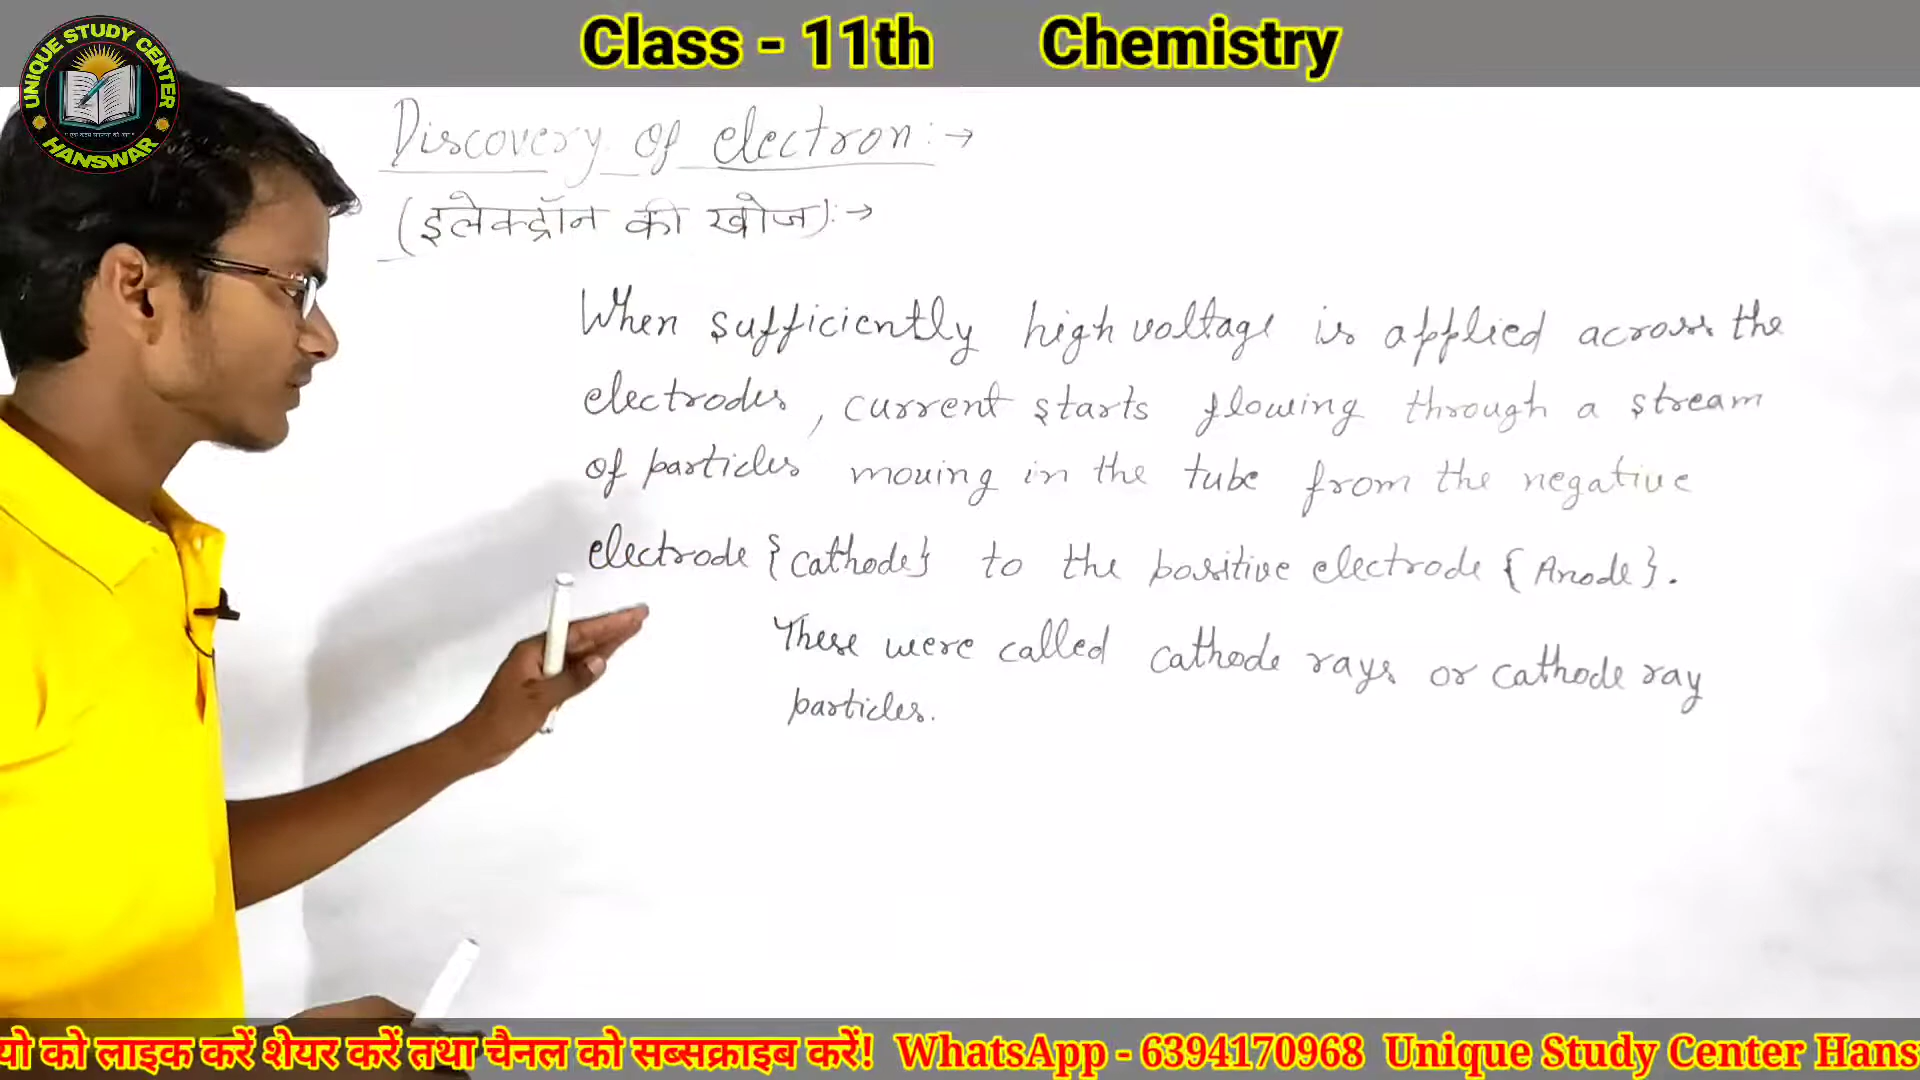 Class - 11th Chemistry
UNIQUE STUDY CENTER
HANSWAR
Discovery of electron:→
(इलेक्ट्रॉन की खोज):→
When sufficiently high voltage is applied across the
electrodes, current starts flowing through a stream
of particles moving in the tube from the negative
electrode {cathode} to the positive electrode {Anode}.
These were called cathode rays or cathode ray
particles.
यो को लाइक करें शेयर करें तथा चैनल को सब्सक्राइब करें! WhatsApp - 6394170968 Unique Study Center Hans